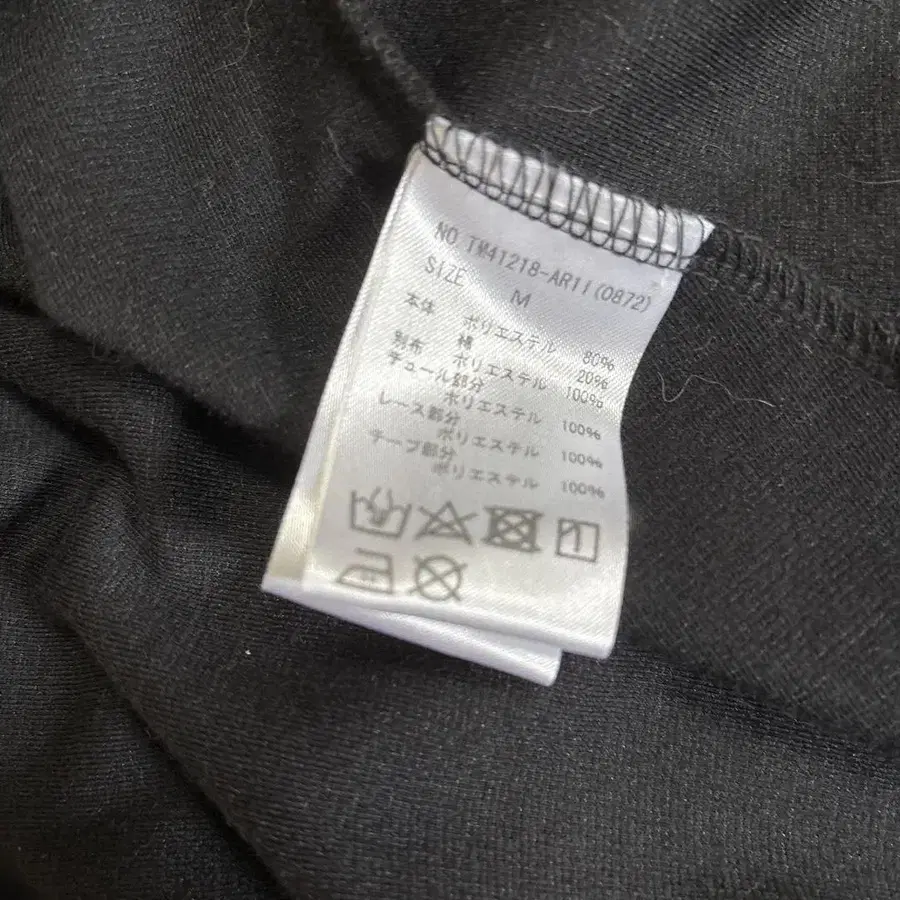 NO TM41218-AR11(0872)
SIZE M
本体 ポリエステル 80%
綿 20%
別布 ポリエステル 100%
チュール部分
ポリエステル 100%
レース部分
ポリエステル 100%
テープ部分
ポリエステル 100%